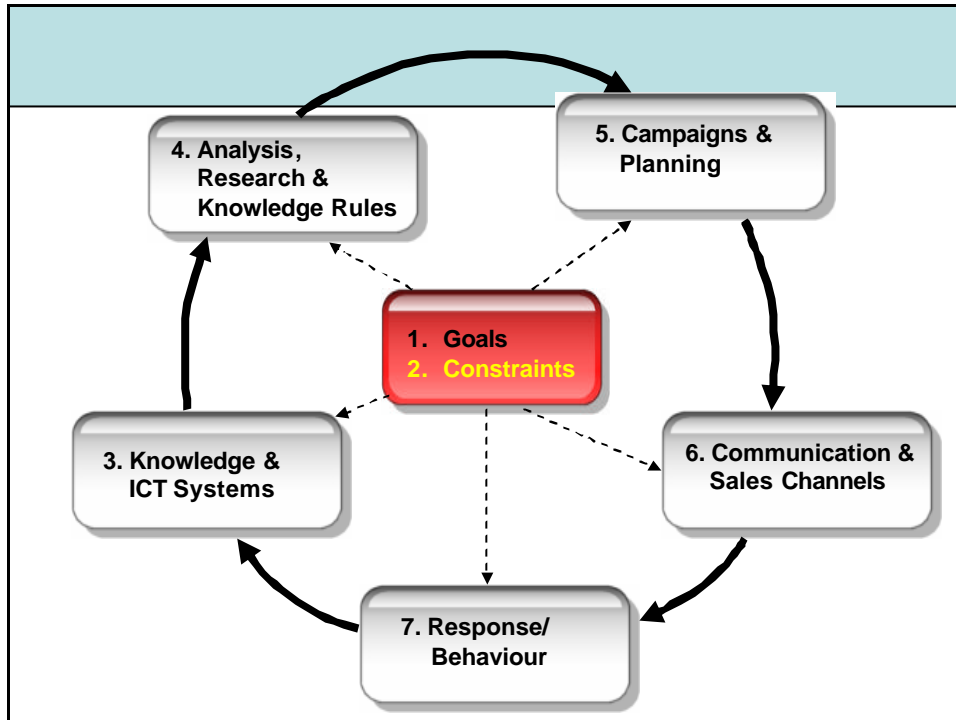 4. Analysis,
Research &
Knowledge Rules
5. Campaigns &
Planning
1. Goals
2. Constraints
3. Knowledge &
ICT Systems
6. Communication &
Sales Channels
7. Response/
Behaviour